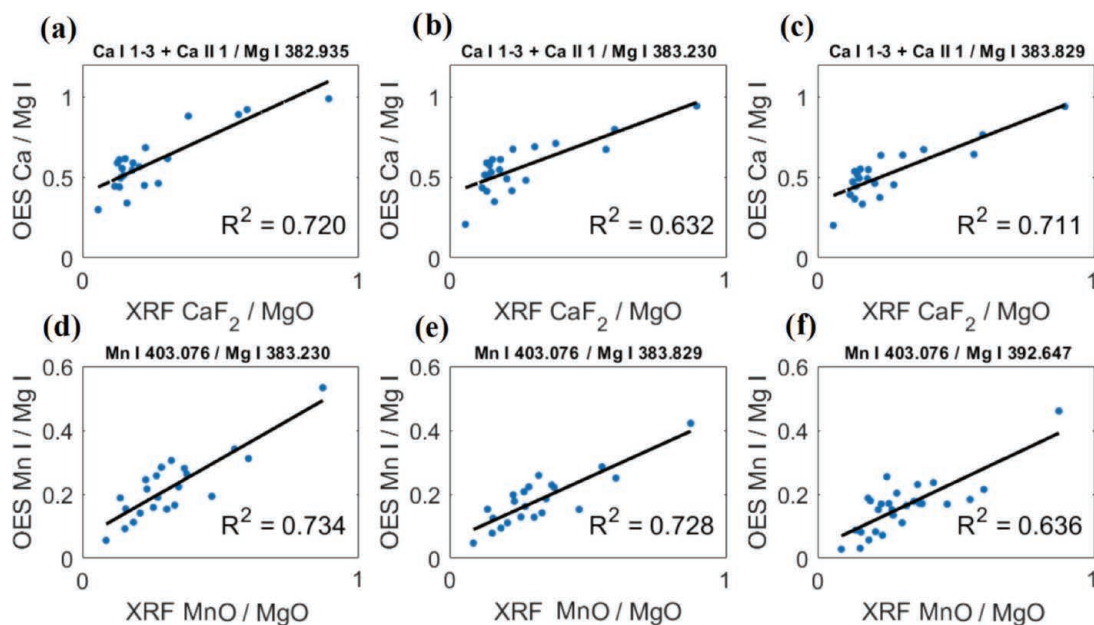 (a)
Ca I 1-3 + Ca II 1 / Mg I 382.935
OES Ca / Mg I
1
0.5
0
R² = 0.720
0
1
XRF CaF₂ / MgO
(b)
Ca I 1-3 + Ca II 1 / Mg I 383.230
OES Ca / Mg I
1
0.5
0
R² = 0.632
0
1
XRF CaF₂ / MgO
(c)
Ca I 1-3 + Ca II 1 / Mg I 383.829
OES Ca / Mg I
1
0.5
0
R² = 0.711
0
1
XRF CaF₂ / MgO
(d)
Mn I 403.076 / Mg I 383.230
OES Mn I / Mg I
0.6
0.4
0.2
0
R² = 0.734
0
1
XRF MnO / MgO
(e)
Mn I 403.076 / Mg I 383.829
OES Mn I / Mg I
0.6
0.4
0.2
0
R² = 0.728
0
1
XRF MnO / MgO
(f)
Mn I 403.076 / Mg I 392.647
OES Mn I / Mg I
0.6
0.4
0.2
0
R² = 0.636
0
1
XRF MnO / MgO